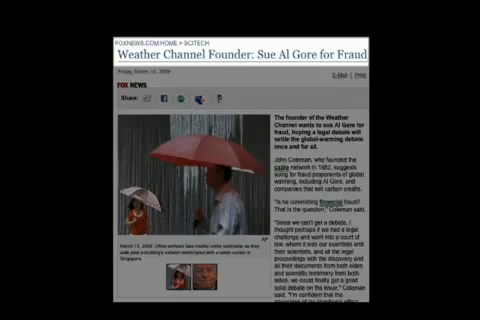 FOXNEWS.COM HOME > SCITECH
Weather Channel Founder: Sue Al Gore for Fraud
E-Mail | Print
FOX NEWS
Share:
The founder of the Weather
Channel wants to sue Al Gore for
fraud, hoping a legal debate will
settle the global-warming debate
once and for all.
John Coleman, who founded the
cable network in 1982, suggests
suing for fraud proponents of global
warming, including Al Gore, and
companies that sell carbon credits.
"Is he committing financial fraud?
That is the question," Coleman said.
"Since we can't get a debate, I
thought perhaps if we had a legal
challenge and went into a court of
law, where it was our scientists and
their scientists, and all the legal
proceedings with the discovery and
all their documents from both sides
and scientific testimony from both
sides, we could finally get a good
solid debate on the issue," Coleman
said. "I'm confident that the
AP